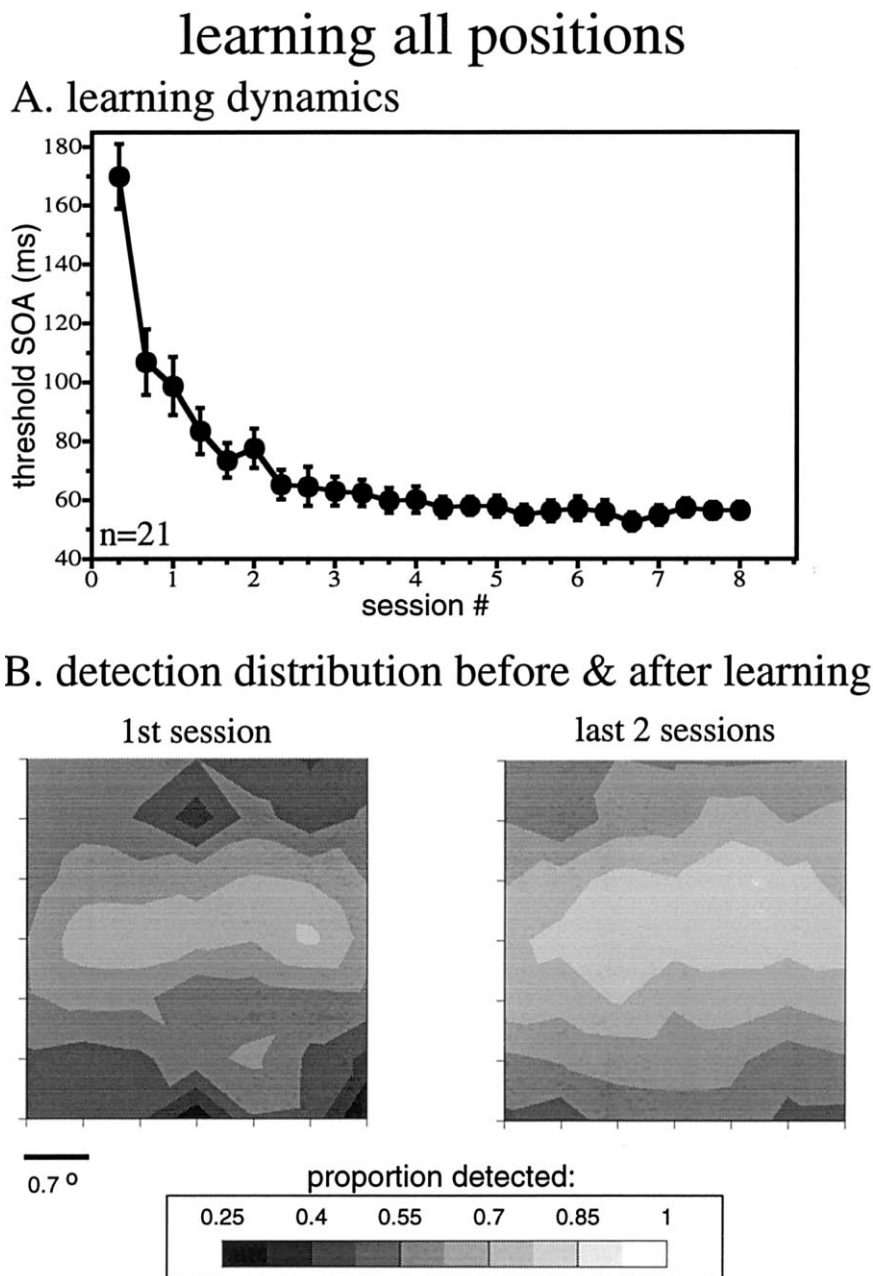 learning all positions
A. learning dynamics
threshold SOA (ms)
180
160
140
120
100
80
60
40
n=21
0 1 2 3 4 5 6 7 8
session #
B. detection distribution before & after learning
1st session last 2 sessions
0.7 o
proportion detected:
0.25 0.4 0.55 0.7 0.85 1